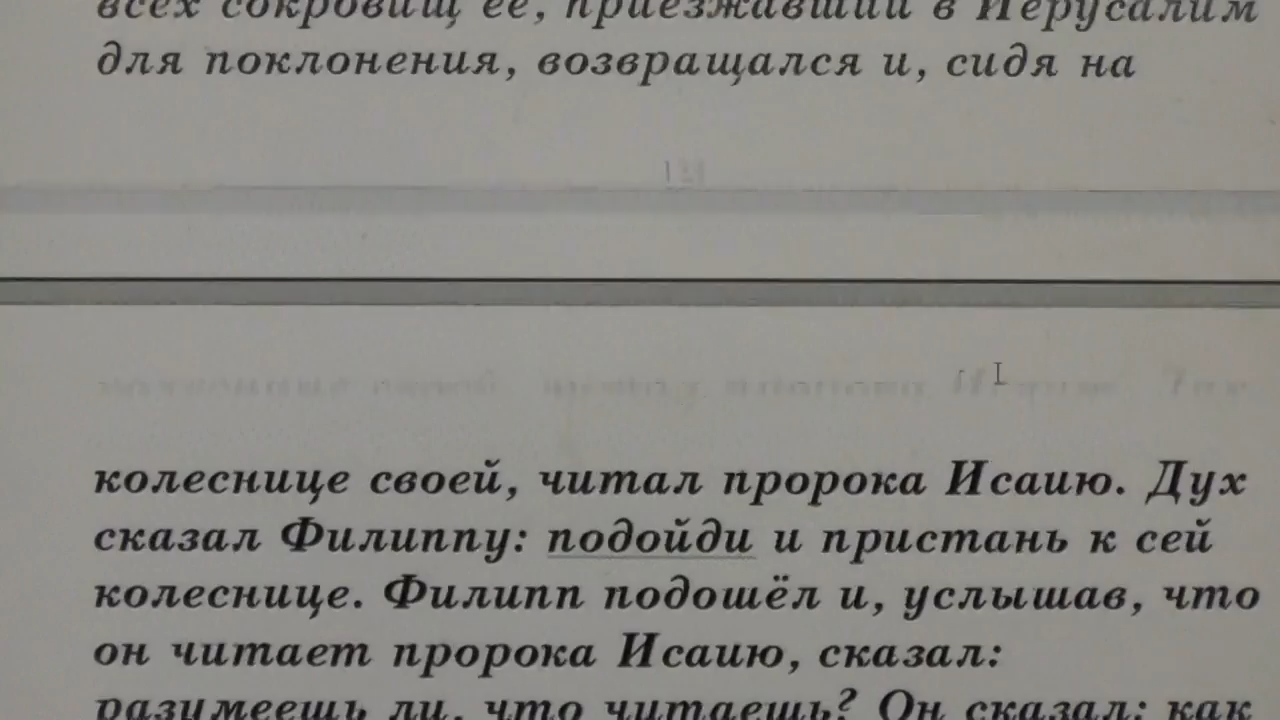 всех сокровищ ее, приезжавший в Иерусалим
для поклонения, возвращался и, сидя на
колеснице своей, читал пророка Исаию. Дух
сказал Филиппу: подойди и пристань к сей
колеснице. Филипп подошёл и, услышав, что
он читает пророка Исаию, сказал:
разумеешь ли, что читаешь? Он сказал: как